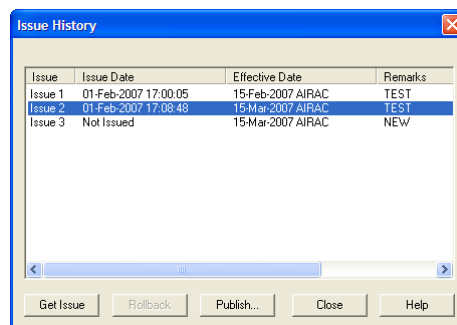 Issue History
Issue Issue Date Effective Date Remarks
Issue 1 01-Feb-2007 17:00:05 15-Feb-2007 AIRAC TEST
Issue 2 01-Feb-2007 17:08:48 15-Mar-2007 AIRAC TEST
Issue 3 Not Issued 15-Mar-2007 AIRAC NEW
Get Issue Rollback Publish... Close Help